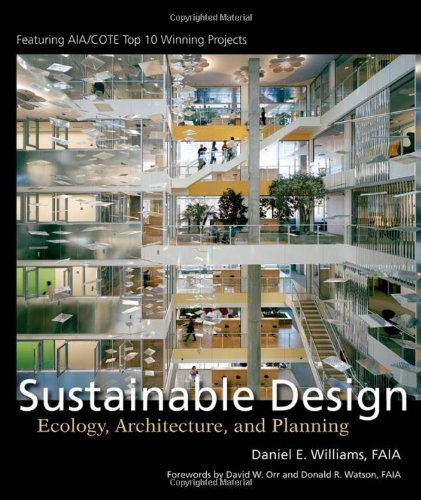 Copyrighted Material
Featuring AIA/COTE Top 10 Winning Projects
Sustainable Design
Ecology, Architecture, and Planning
Daniel E. Williams, FAIA
Forewords by David W. Orr and Donald R. Watson, FAIA
Copyrighted Material